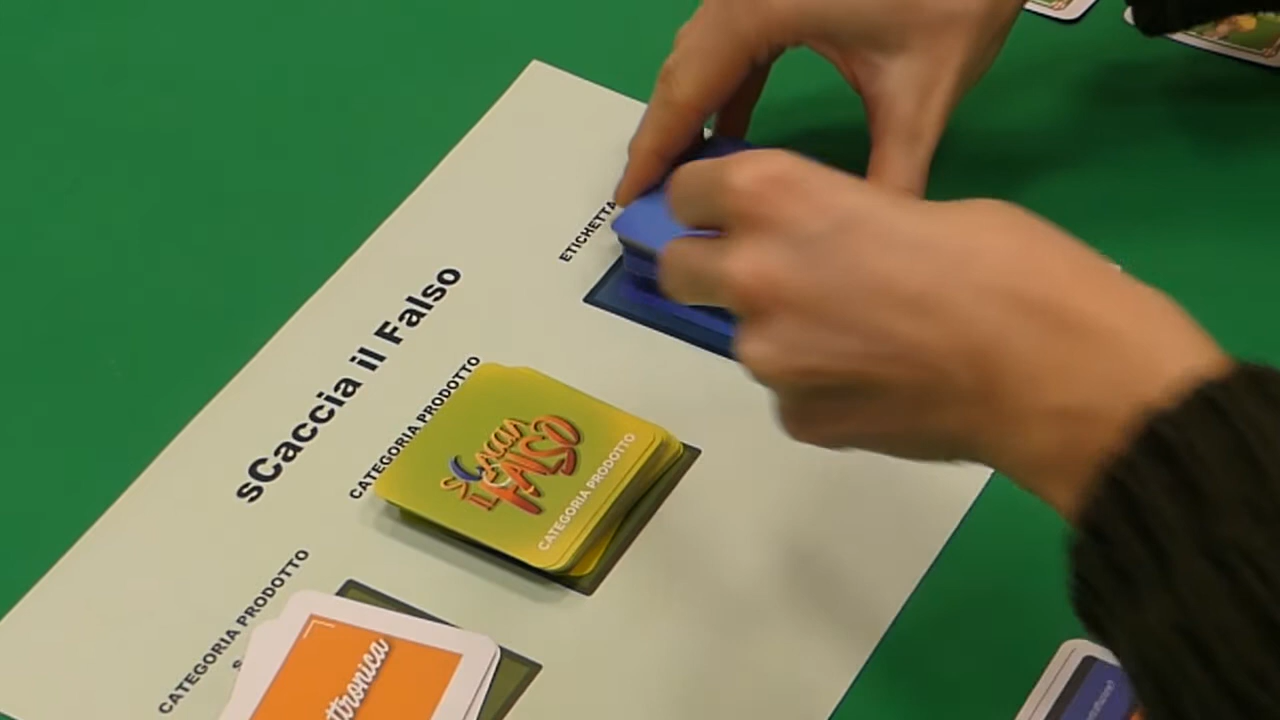 ETICHETTA
sCaccia il Falso
CATEGORIA PRODOTTO
sCaccia
IL FALSO
CATEGORIA PRODOTTO
CATEGORIA PRODOTTO